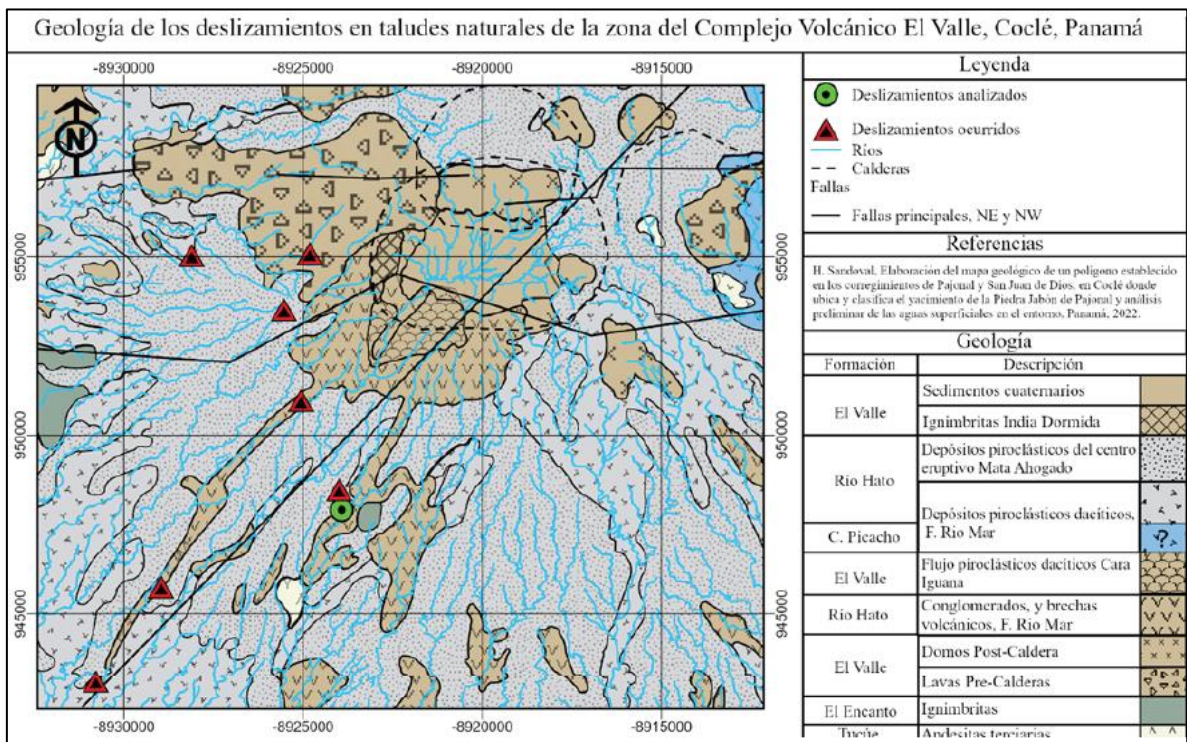 Geología de los deslizamientos en taludes naturales de la zona del Complejo Volcánico El Valle, Coclé, Panamá
-8930000 -8925000 -8920000 -8915000
N
955000 955000
950000 950000
945000 945000
-8930000 -8925000 -8920000 -8915000
Leyenda
Deslizamientos analizados
Deslizamientos ocurridos
Ríos
Calderas
Fallas
Fallas principales, NE y NW
Referencias
H. Sandoval, Elaboración del mapa geológico de un polígono establecido
en los corregimientos de Pajonal y San Juan de Dios, en Coclé donde
ubica y clasifica el yacimiento de la Piedra Jabón de Pajonal y análisis
preliminar de las aguas superficiales en el entorno, Panamá, 2022.
Geología
Formación Descripción
El Valle
Sedimentos cuaternarios
Ignimbritas India Dormida
Río Hato
Depósitos piroclásticos del centro
eruptivo Mata Ahogado
Depósitos piroclásticos dacíticos,
F. Río Mar
C. Picacho
?
El Valle
Flujo piroclásticos dacíticos Cara
Iguana
Río Hato
Conglomerados, y brechas
volcánicos, F. Río Mar
El Valle
Domos Post-Caldera
Lavas Pre-Calderas
El Encanto Ignimbritas
Tucúe Andesitas terciarias